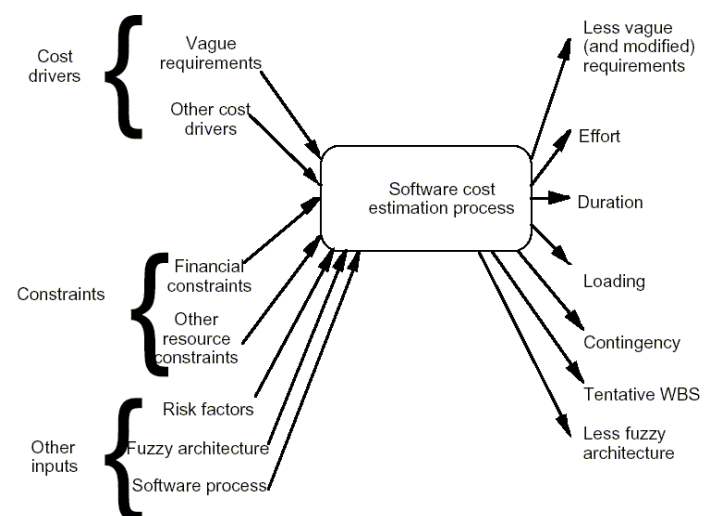 Cost
drivers
Vague
requirements
Other cost
drivers
Constraints
Financial
constraints
Other
resource
constraints
Other
inputs
Risk factors
Fuzzy architecture
Software process
Software cost
estimation process
Less vague
(and modified)
requirements
Effort
Duration
Loading
Contingency
Tentative WBS
Less fuzzy
architecture